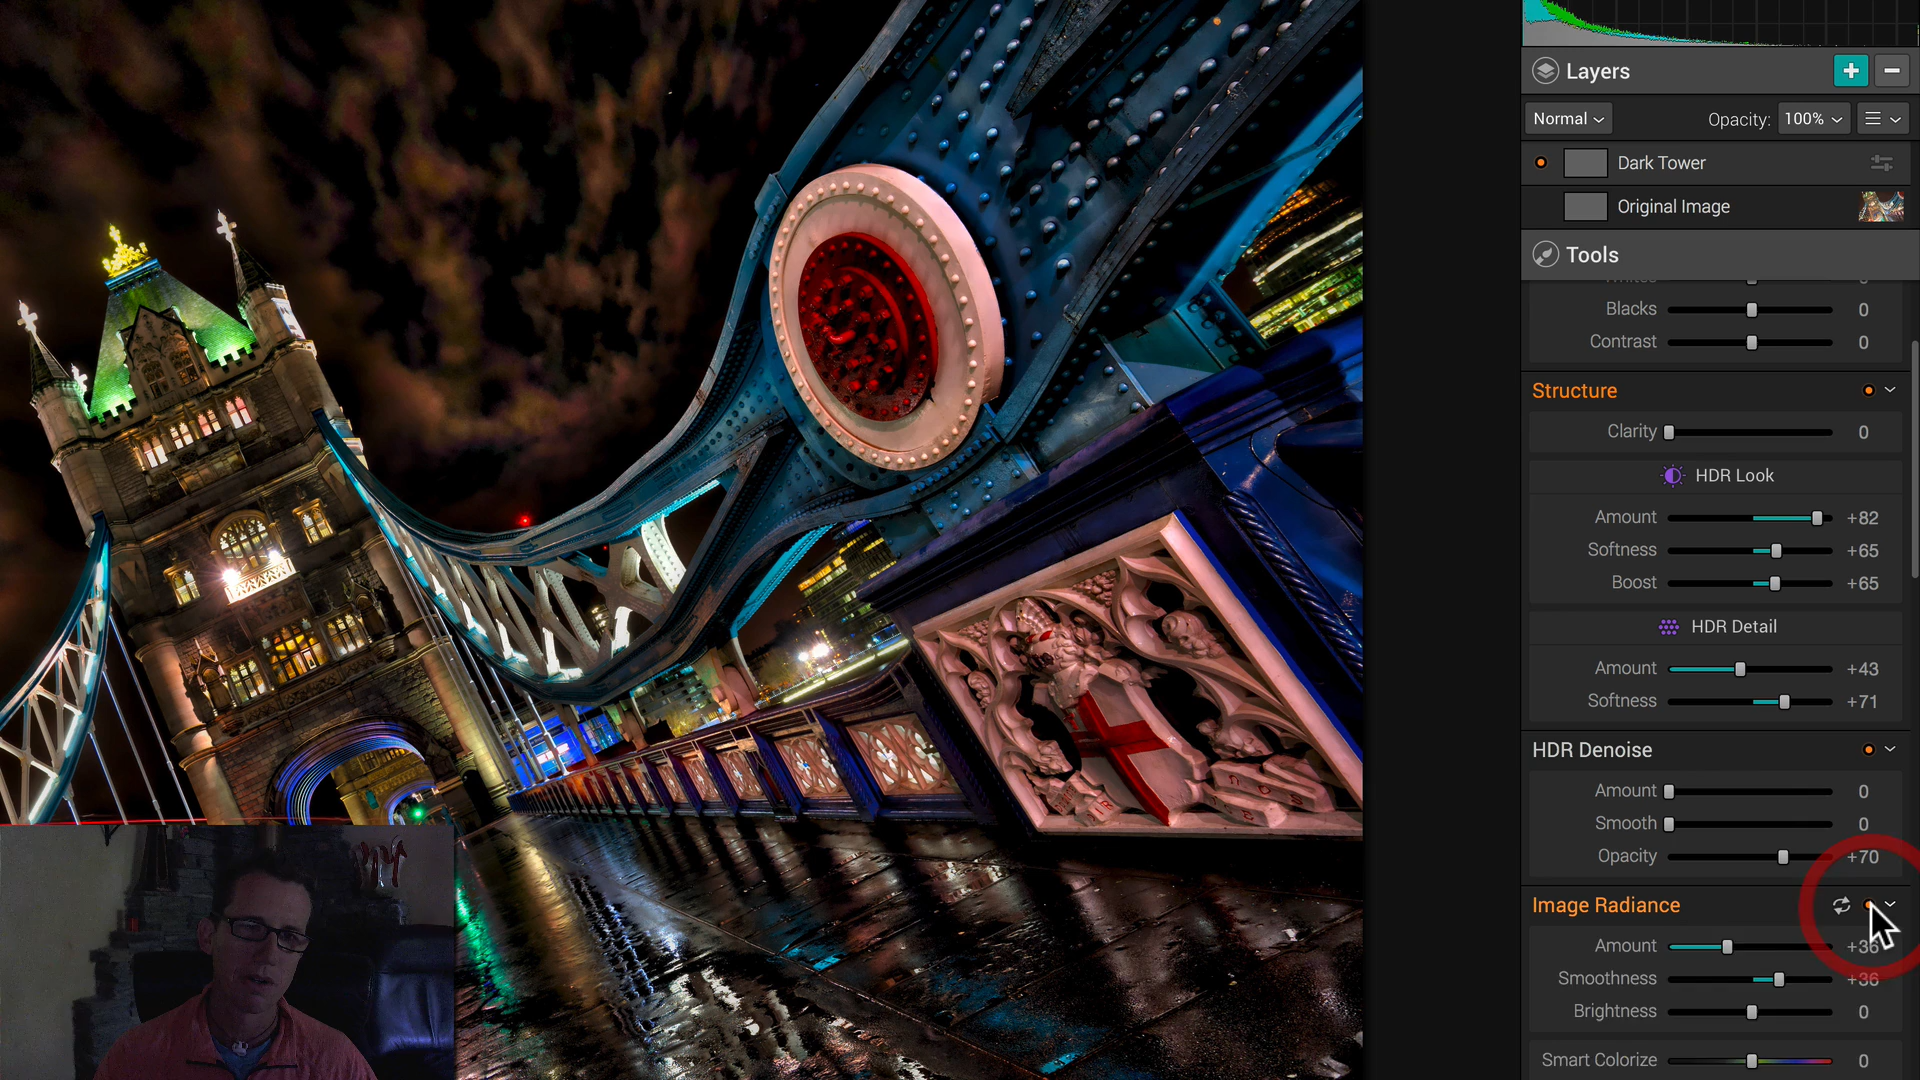 Layers
Normal Opacity: 100%
Dark Tower
Original Image
Tools
Blacks 0
Contrast 0
Structure
Clarity 0
HDR Look
Amount +82
Softness +65
Boost +65
HDR Detail
Amount +43
Softness +71
HDR Denoise
Amount 0
Smooth 0
Opacity +70
Image Radiance
Amount +36
Smoothness +36
Brightness 0
Smart Colorize 0